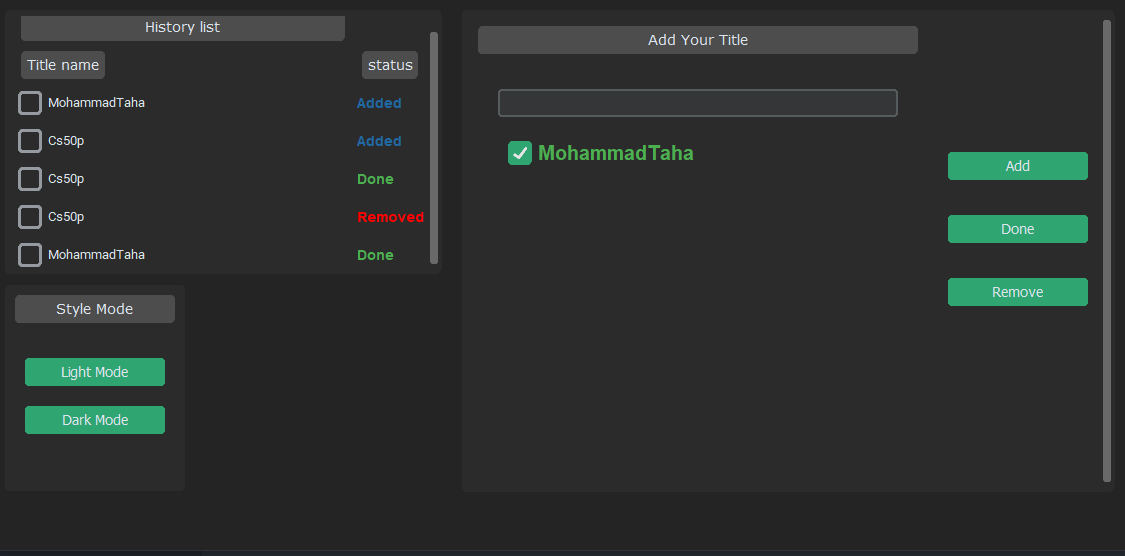 History list
Title name status
MohammadTaha Added
Cs50p Added
Cs50p Done
Cs50p Removed
MohammadTaha Done
Style Mode
Light Mode
Dark Mode
Add Your Title
MohammadTaha
Add
Done
Remove